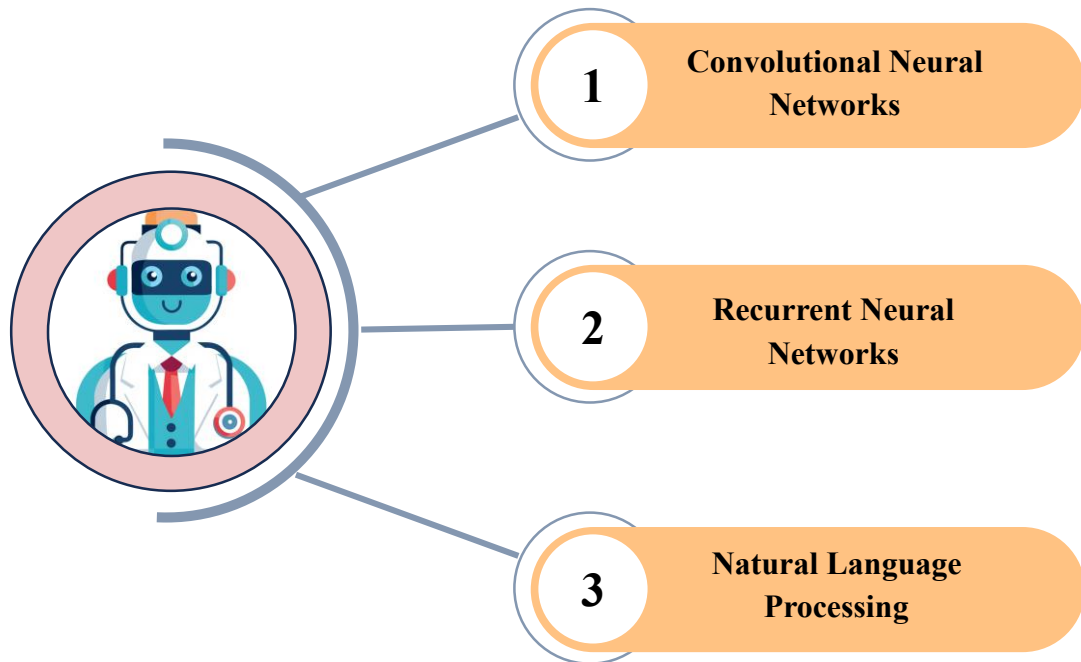 1
Convolutional Neural
Networks
2
Recurrent Neural
Networks
3
Natural Language
Processing